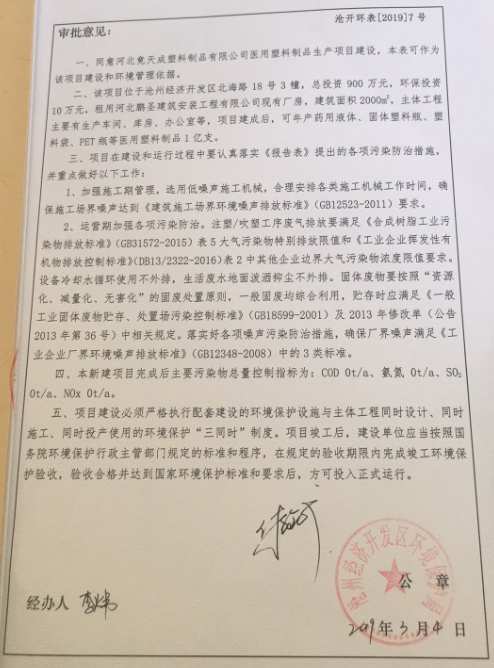 沧开环表[2019]7号
审批意见：
一、同意河北竟天成塑料制品有限公司医用塑料制品生产项目建设，本表可作为
该项目建设和环境管理依据。
二、该项目位于沧州经济开发区北海路 18 号 3 幢，总投资 900 万元，环保投资
10万元，租用河北鹏圣建筑安装工程有限公司现有厂房，建筑面积 2000m²，主体工程
主要有生产车间、库房、办公室等，项目建成后，可年产药用液体、固体塑料瓶、塑
料袋、PET瓶等医用塑料制品1亿支。
三、项目在建设和运行过程中要认真落实《报告表》提出的各项污染防治措施，
并重点做好以下工作：
1、加强施工期管理，选用低噪声施工机械，合理安排各类施工机械工作时间，确
保施工场界噪声达到《建筑施工场界环境噪声排放标准》(GB12523-2011）要求。
2、运营期加强各项污染防治。注塑/吹塑工序废气排放要满足《合成树脂工业污
染物排放标准》(GB31572-2015）表5大气污染物特别排放限值和《工业企业挥发性有
机物排放控制标准》(DB13/2322-2016)表2中其他企业边界大气污染物浓度限值要求。
设备冷却水循环使用不外排，生活废水地面泼洒抑尘不外排。固体废物要按照“资源
化、减量化、无害化”的固废处置原则，一般固废均综合利用，贮存时应满足《一般
工业固体废物贮存、处置场污染控制标准》(GB18599-2001）及2013年修改单（公告
2013年第36号）中相关规定。落实好各项噪声污染防治措施，确保厂界噪声满足《工
业企业厂界环境噪声排放标准》(GB12348-2008）中的3类标准。
四、本新建项目完成后主要污染物总量控制指标为：COD 0t/a、氨氮 0t/a、SO₂
0t/a、NOx 0t/a。
五、项目建设必须严格执行配套建设的环境保护设施与主体工程同时设计、同时
施工、同时投产使用的环境保护“三同时”制度。项目竣工后，建设单位应当按照国
务院环境保护行政主管部门规定的标准和程序，在规定的验收期限内完成竣工环境保
护验收，验收合格并达到国家环境保护标准和要求后，方可投入正式运行。
沧州经济开发区环境保护局
公 章
经办人 李炜
2019年3月4日